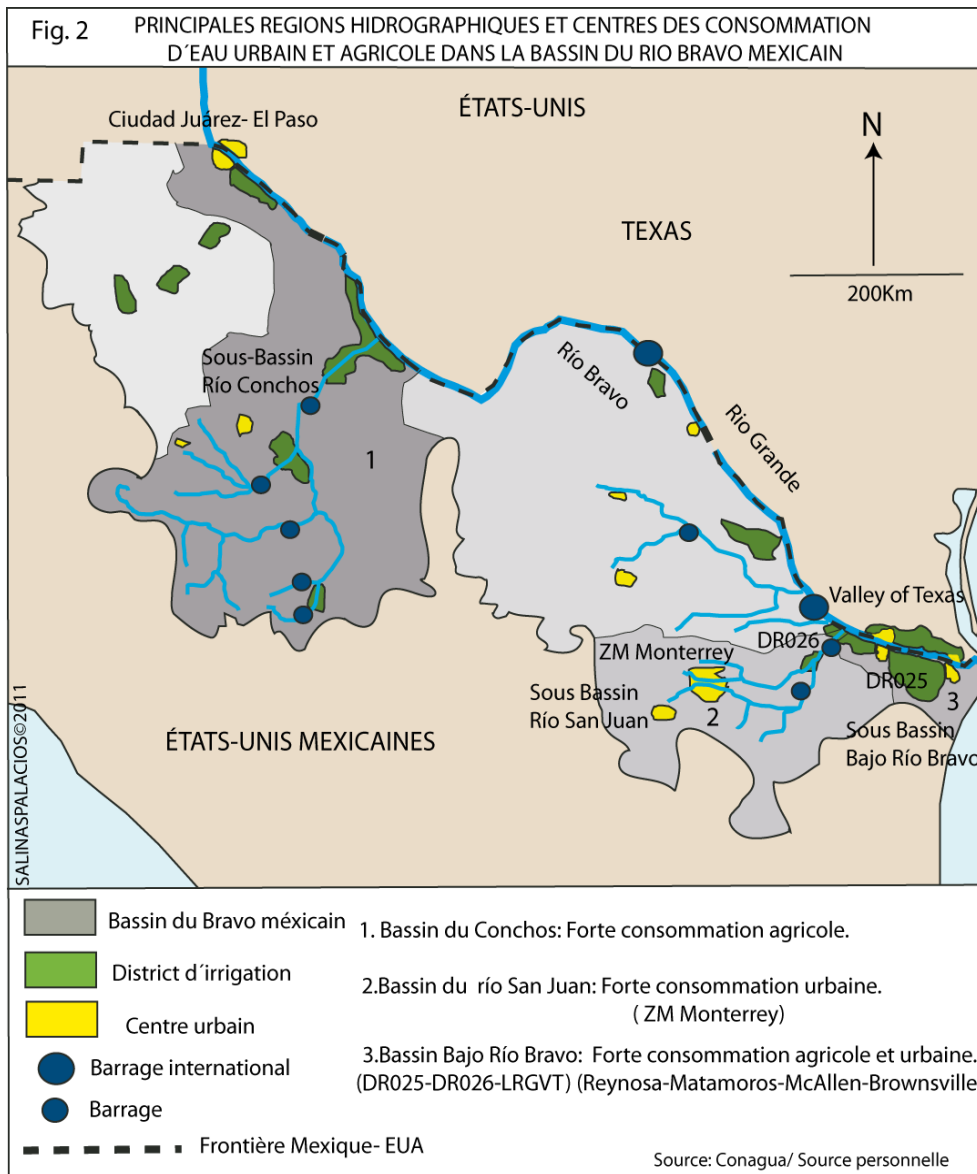 Fig. 2
PRINCIPALES REGIONS HIDROGRAPHIQUES ET CENTRES DES CONSOMMATION
D´EAU URBAIN ET AGRICOLE DANS LA BASSIN DU RIO BRAVO MEXICAIN
ÉTATS-UNIS
Ciudad Juárez- El Paso
N
TEXAS
200Km
Sous-Bassin
Río Conchos
Río Bravo
Rio Grande
1
Valley of Texas
DR026
ZM Monterrey
DR025
Sous Bassin
Río San Juan
2
3
Sous Bassin
Bajo Río Bravo
ÉTATS-UNIS MEXICAINES
SALINASPALACIOS©2011
Bassin du Bravo méxicain
District d´irrigation
Centre urbain
Barrage international
Barrage
Frontière Mexique- EUA
1. Bassin du Conchos: Forte consommation agricole.
2.Bassin du río San Juan: Forte consommation urbaine.
( ZM Monterrey)
3.Bassin Bajo Río Bravo: Forte consommation agricole et urbaine.
(DR025-DR026-LRGVT) (Reynosa-Matamoros-McAllen-Brownsville
Source: Conagua/ Source personnelle